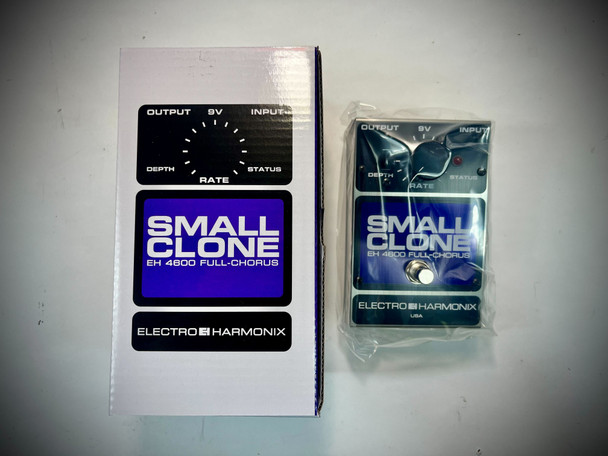 OUTPUT 9V INPUT
DEPTH STATUS
RATE
SMALL
CLONE
EH 4600 FULL-CHORUS
ELECTRO-HARMONIX
OUTPUT 9V INPUT
DEPTH STATUS
RATE
SMALL
CLONE
EH 4600 FULL-CHORUS
ELECTRO-HARMONIX
USA